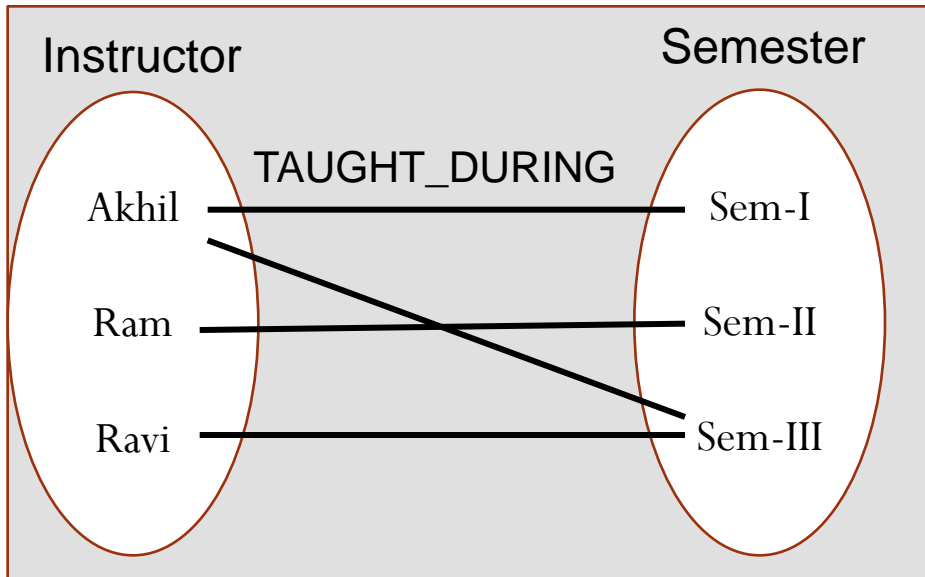 Instructor
Semester
TAUGHT_DURING
Akhil
Sem-I
Ram
Sem-II
Ravi
Sem-III